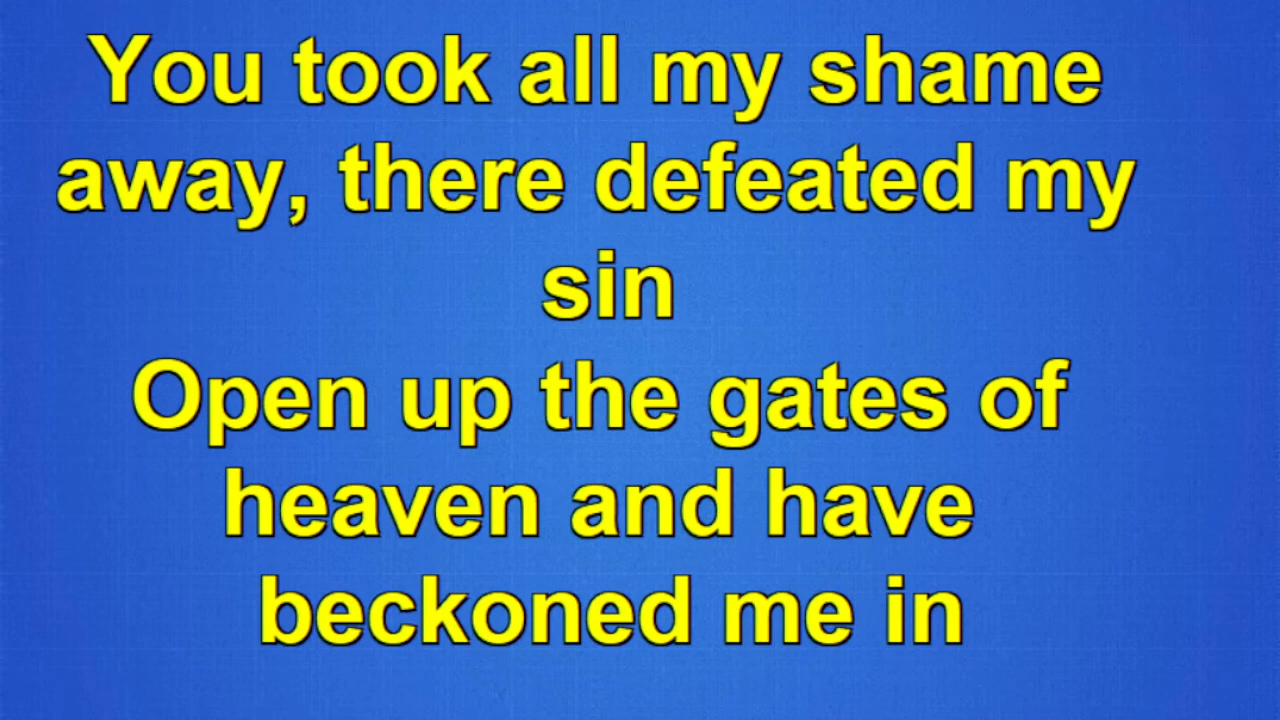 You took all my shame
away, there defeated my
sin
Open up the gates of
heaven and have
beckoned me in